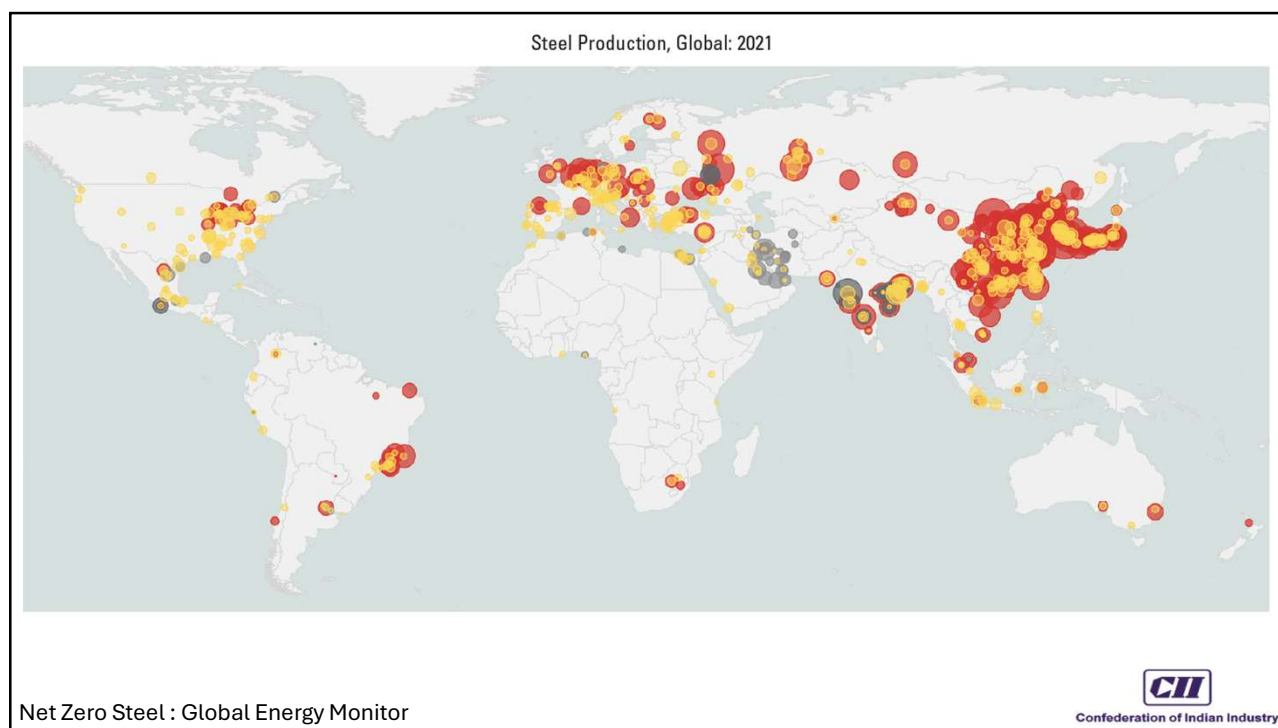 Steel Production, Global: 2021
Net Zero Steel : Global Energy Monitor
CII
Confederation of Indian Industry